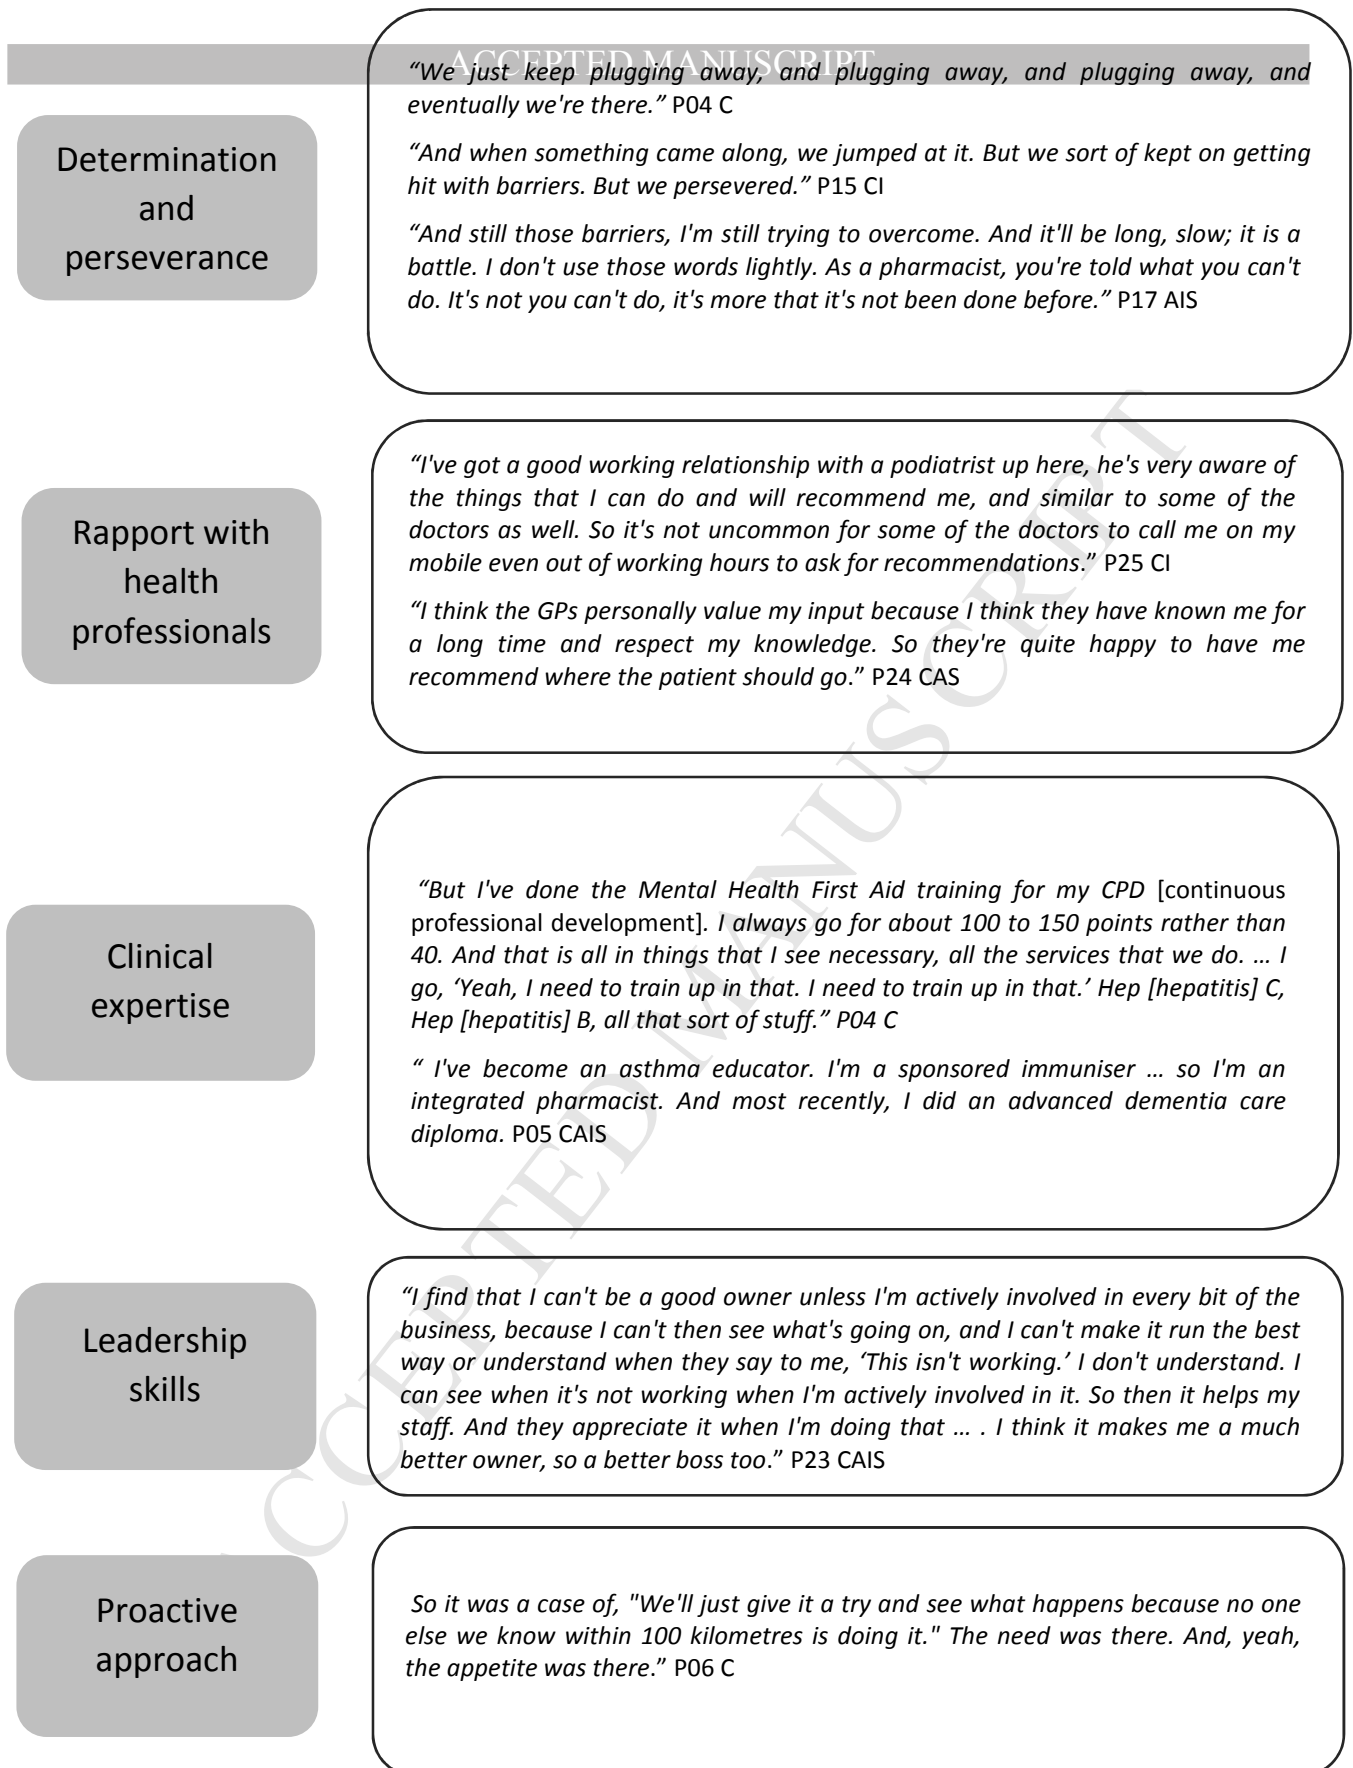 ACCEPTED MANUSCRIPT
Determination
and
perseverance
“We just keep plugging away, and plugging away, and plugging away, and
eventually we're there.” P04 C
“And when something came along, we jumped at it. But we sort of kept on getting
hit with barriers. But we persevered.” P15 CI
“And still those barriers, I'm still trying to overcome. And it'll be long, slow; it is a
battle. I don't use those words lightly. As a pharmacist, you're told what you can't
do. It's not you can't do, it's more that it's not been done before.” P17 AIS
Rapport with
health
professionals
“I've got a good working relationship with a podiatrist up here, he's very aware of
the things that I can do and will recommend me, and similar to some of the
doctors as well. So it's not uncommon for some of the doctors to call me on my
mobile even out of working hours to ask for recommendations.” P25 CI
“I think the GPs personally value my input because I think they have known me for
a long time and respect my knowledge. So they're quite happy to have me
recommend where the patient should go.” P24 CAS
Clinical
expertise
“But I've done the Mental Health First Aid training for my CPD [continuous
professional development]. I always go for about 100 to 150 points rather than
40. And that is all in things that I see necessary, all the services that we do. … I
go, ‘Yeah, I need to train up in that. I need to train up in that.’ Hep [hepatitis] C,
Hep [hepatitis] B, all that sort of stuff.” P04 C
“ I've become an asthma educator. I'm a sponsored immuniser … so I'm an
integrated pharmacist. And most recently, I did an advanced dementia care
diploma. P05 CAIS
Leadership
skills
“I find that I can't be a good owner unless I'm actively involved in every bit of the
business, because I can't then see what's going on, and I can't make it run the best
way or understand when they say to me, ‘This isn't working.’ I don't understand. I
can see when it's not working when I'm actively involved in it. So then it helps my
staff. And they appreciate it when I'm doing that … . I think it makes me a much
better owner, so a better boss too.” P23 CAIS
Proactive
approach
So it was a case of, "We'll just give it a try and see what happens because no one
else we know within 100 kilometres is doing it." The need was there. And, yeah,
the appetite was there.” P06 C
ACCEPTED MANUSCRIPT